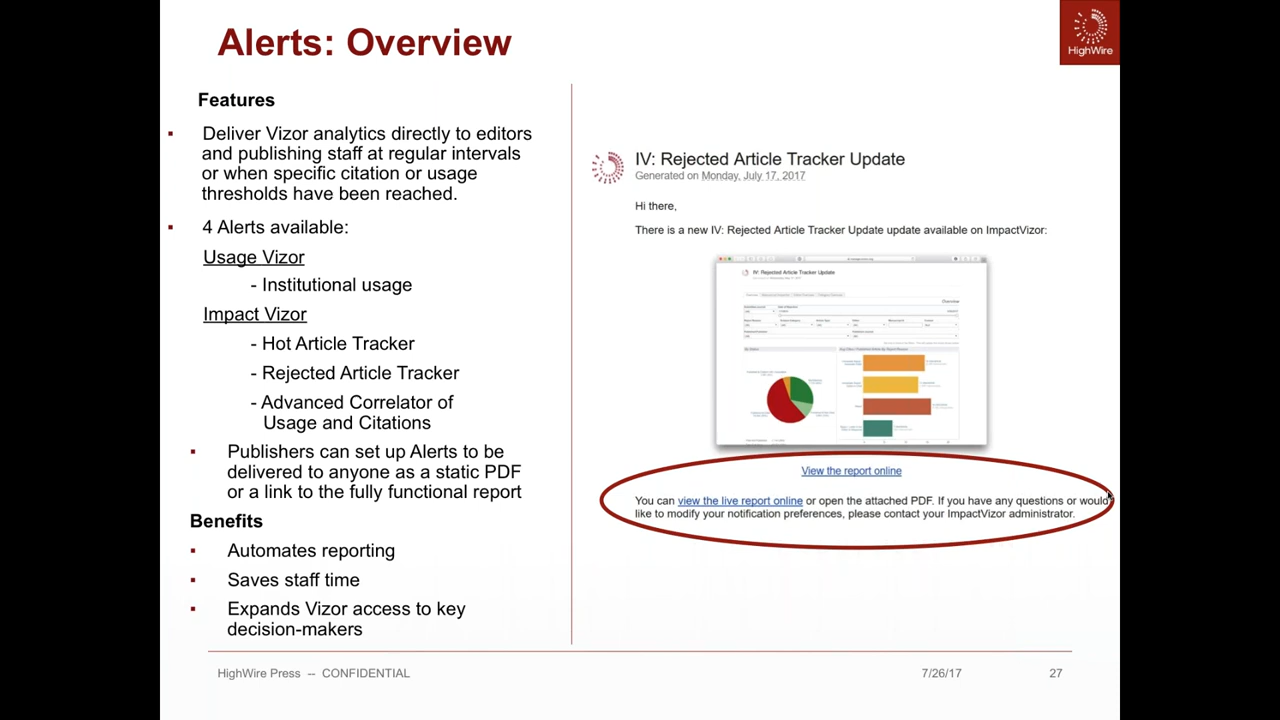 Alerts: Overview
HighWire
Features
▪ Deliver Vizor analytics directly to editors
and publishing staff at regular intervals
or when specific citation or usage
thresholds have been reached.
▪ 4 Alerts available:
Usage Vizor
- Institutional usage
Impact Vizor
- Hot Article Tracker
- Rejected Article Tracker
- Advanced Correlator of
Usage and Citations
▪ Publishers can set up Alerts to be
delivered to anyone as a static PDF
or a link to the fully functional report
Benefits
▪ Automates reporting
▪ Saves staff time
▪ Expands Vizor access to key
decision-makers
IV: Rejected Article Tracker Update
Generated on Monday, July 17, 2017
Hi there,
There is a new IV: Rejected Article Tracker Update update available on ImpactVizor:
IV: Rejected Article Tracker Update
Overview
View the report online
You can view the live report online or open the attached PDF. If you have any questions or would
like to modify your notification preferences, please contact your ImpactVizor administrator.
HighWire Press -- CONFIDENTIAL
7/26/17
27